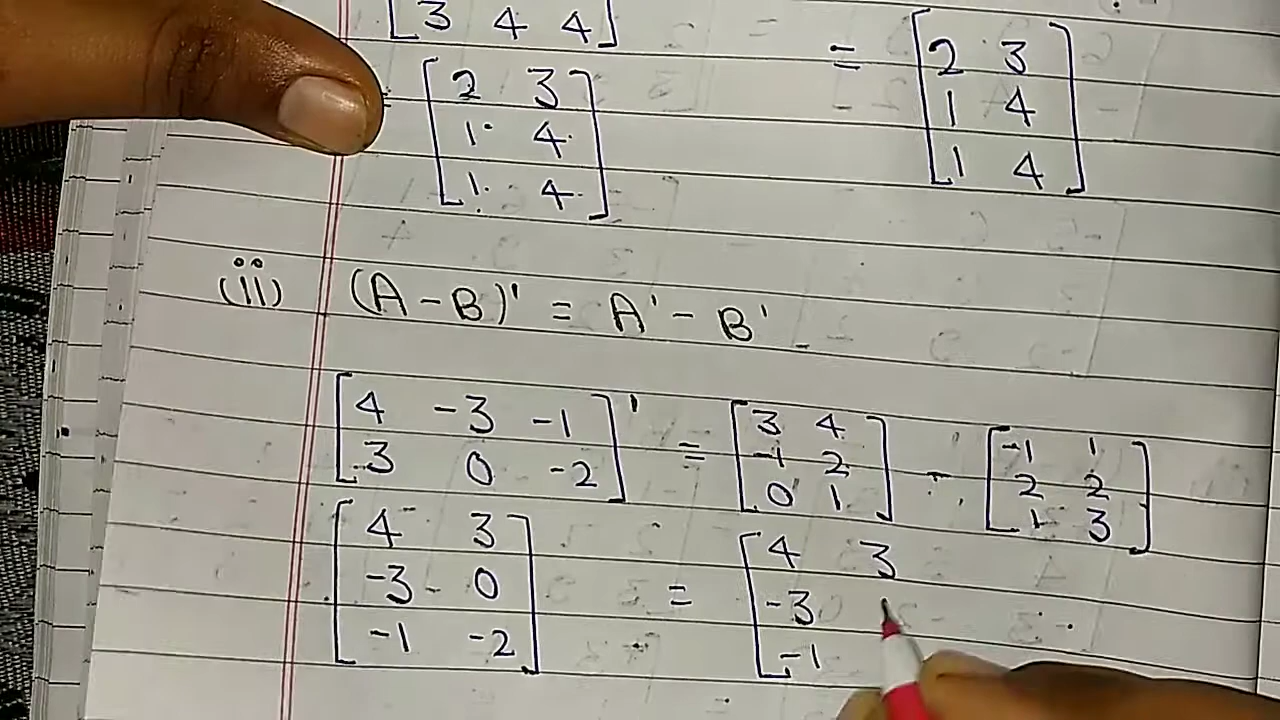 [3 4 4]
[2 3
1 4
1 4]
= [2 3
1 4
1 4]
(ii) (A - B)' = A' - B'
[4 -3 -1
3 0 -2]' = [3 4
-1 2
0 1] - [-1 1
2 2
1 3]
[4 3
-3 0
-1 -2] = [4 3
-3
-1